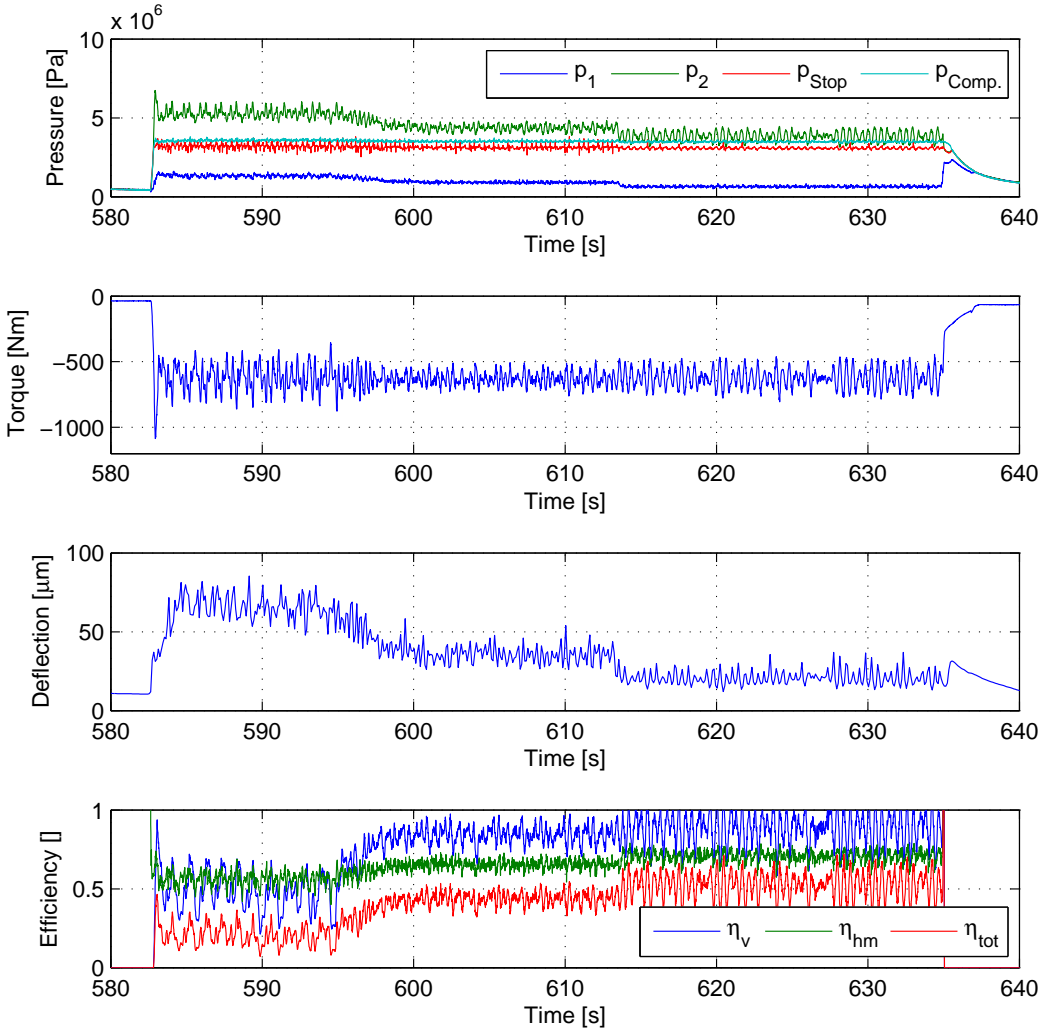 x 10^6
Pressure [Pa]
10
5
0
p_1 p_2 p_Stop p_Comp.
580 590 600 610 620 630 640
Time [s]
Torque [Nm]
0
−500
−1000
580 590 600 610 620 630 640
Time [s]
Deflection [μm]
100
50
0
580 590 600 610 620 630 640
Time [s]
Efficiency []
1
0.5
0
η_v η_hm η_tot
580 590 600 610 620 630 640
Time [s]